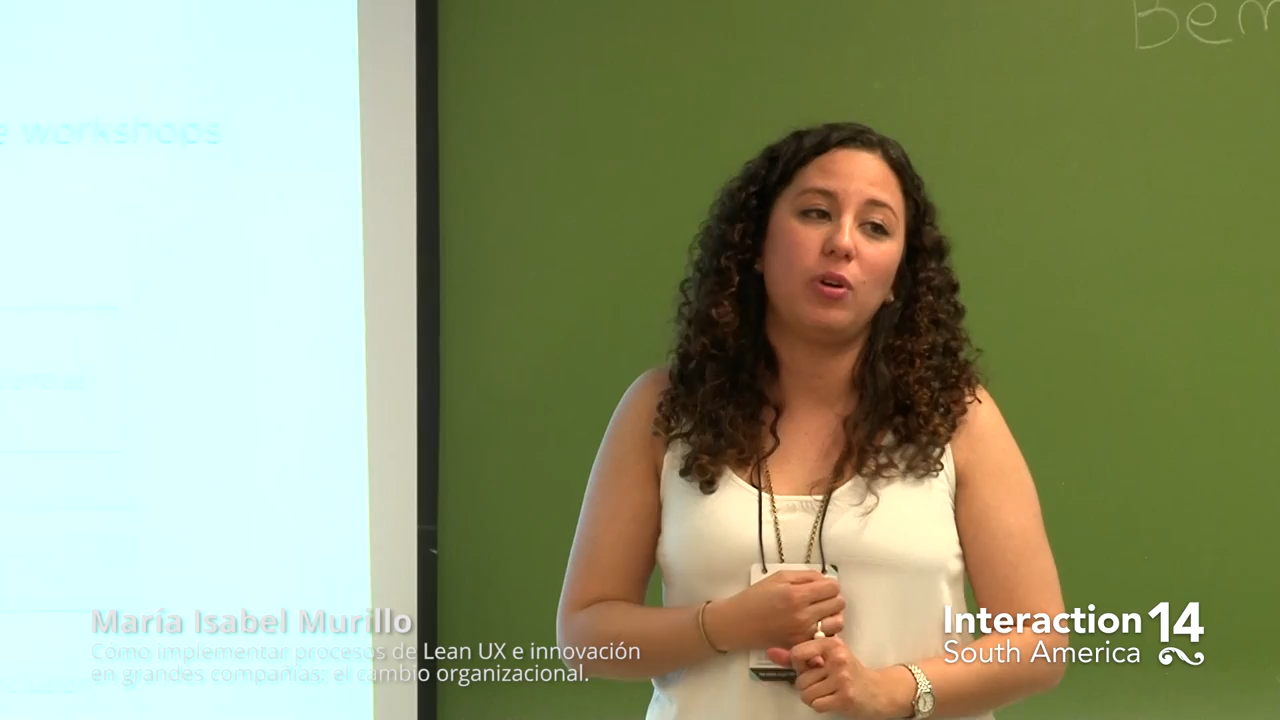 Bem
e workshops
María Isabel Murillo
Cómo implementar procesos de Lean UX e innovación
en grandes compañías: el cambio organizacional.
Interaction 14
South America